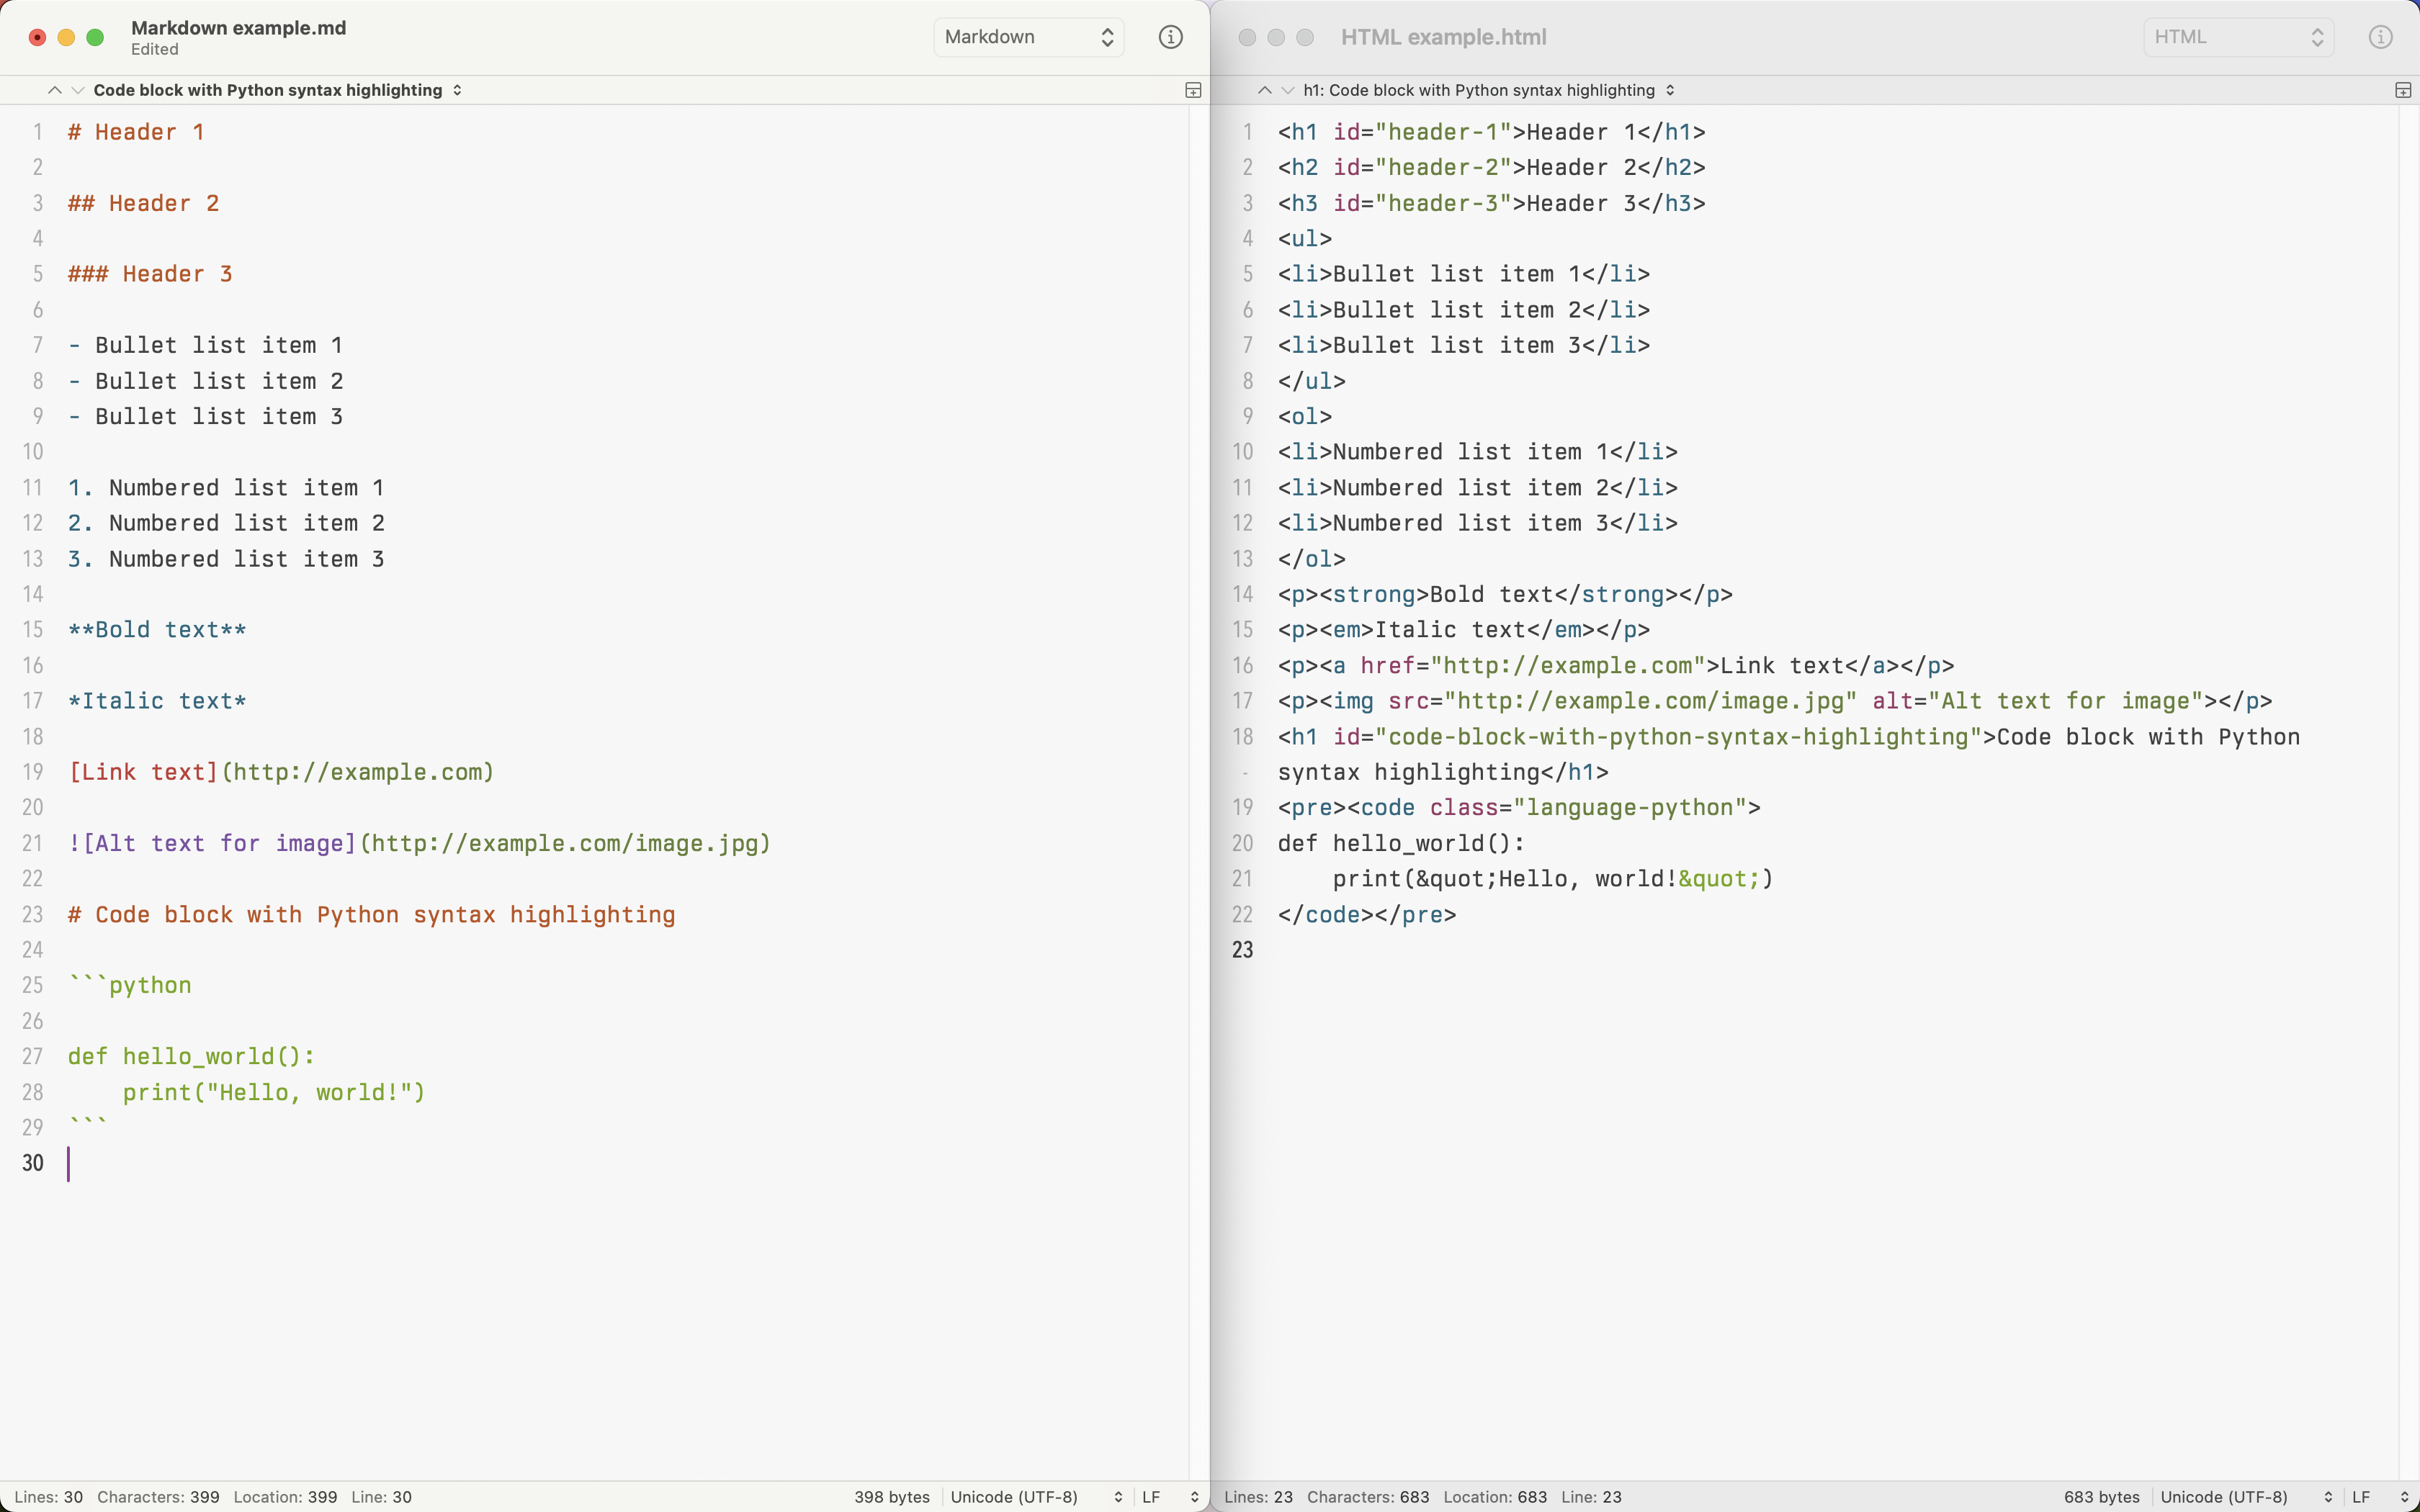 Markdown example.md
Edited
Markdown
Code block with Python syntax highlighting
1 # Header 1
2
3 ## Header 2
4
5 ### Header 3
6
7 - Bullet list item 1
8 - Bullet list item 2
9 - Bullet list item 3
10
11 1. Numbered list item 1
12 2. Numbered list item 2
13 3. Numbered list item 3
14
15 **Bold text**
16
17 *Italic text*
18
19 [Link text](http://example.com)
20
21 ![Alt text for image](http://example.com/image.jpg)
22
23 # Code block with Python syntax highlighting
24
25 ```python
26
27 def hello_world():
28     print("Hello, world!")
29 ```
30
Lines: 30 Characters: 399 Location: 399 Line: 30 398 bytes Unicode (UTF-8) LF
HTML example.html
HTML
h1: Code block with Python syntax highlighting
1 <h1 id="header-1">Header 1</h1>
2 <h2 id="header-2">Header 2</h2>
3 <h3 id="header-3">Header 3</h3>
4 <ul>
5 <li>Bullet list item 1</li>
6 <li>Bullet list item 2</li>
7 <li>Bullet list item 3</li>
8 </ul>
9 <ol>
10 <li>Numbered list item 1</li>
11 <li>Numbered list item 2</li>
12 <li>Numbered list item 3</li>
13 </ol>
14 <p><strong>Bold text</strong></p>
15 <p><em>Italic text</em></p>
16 <p><a href="http://example.com">Link text</a></p>
17 <p><img src="http://example.com/image.jpg" alt="Alt text for image"></p>
18 <h1 id="code-block-with-python-syntax-highlighting">Code block with Python
- syntax highlighting</h1>
19 <pre><code class="language-python">
20 def hello_world():
21     print(&quot;Hello, world!&quot;)
22 </code></pre>
23
Lines: 23 Characters: 683 Location: 683 Line: 23 683 bytes Unicode (UTF-8) LF